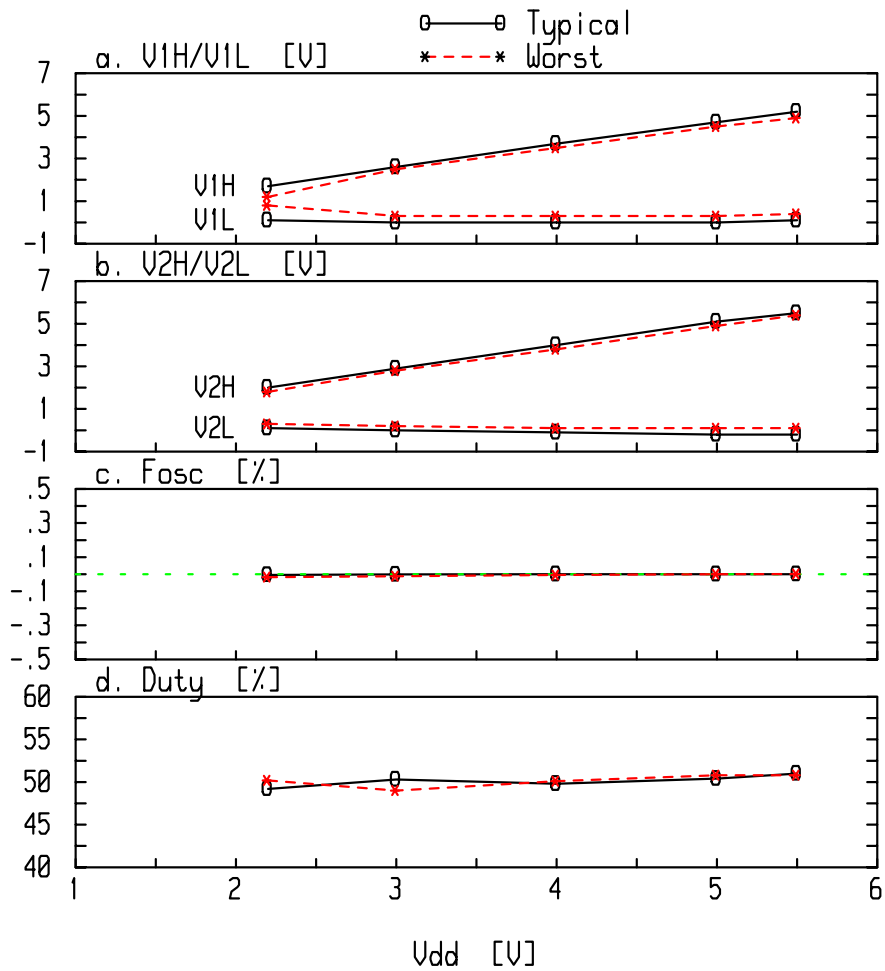 Typical
Worst
a. V1H/V1L [V]
7
5
3
1
-1
V1H
V1L
b. V2H/V2L [V]
7
5
3
1
-1
V2H
V2L
c. Fosc [%]
.5
.3
.1
-.1
-.3
-.5
d. Duty [%]
60
55
50
45
40
1 2 3 4 5 6
Vdd [V]